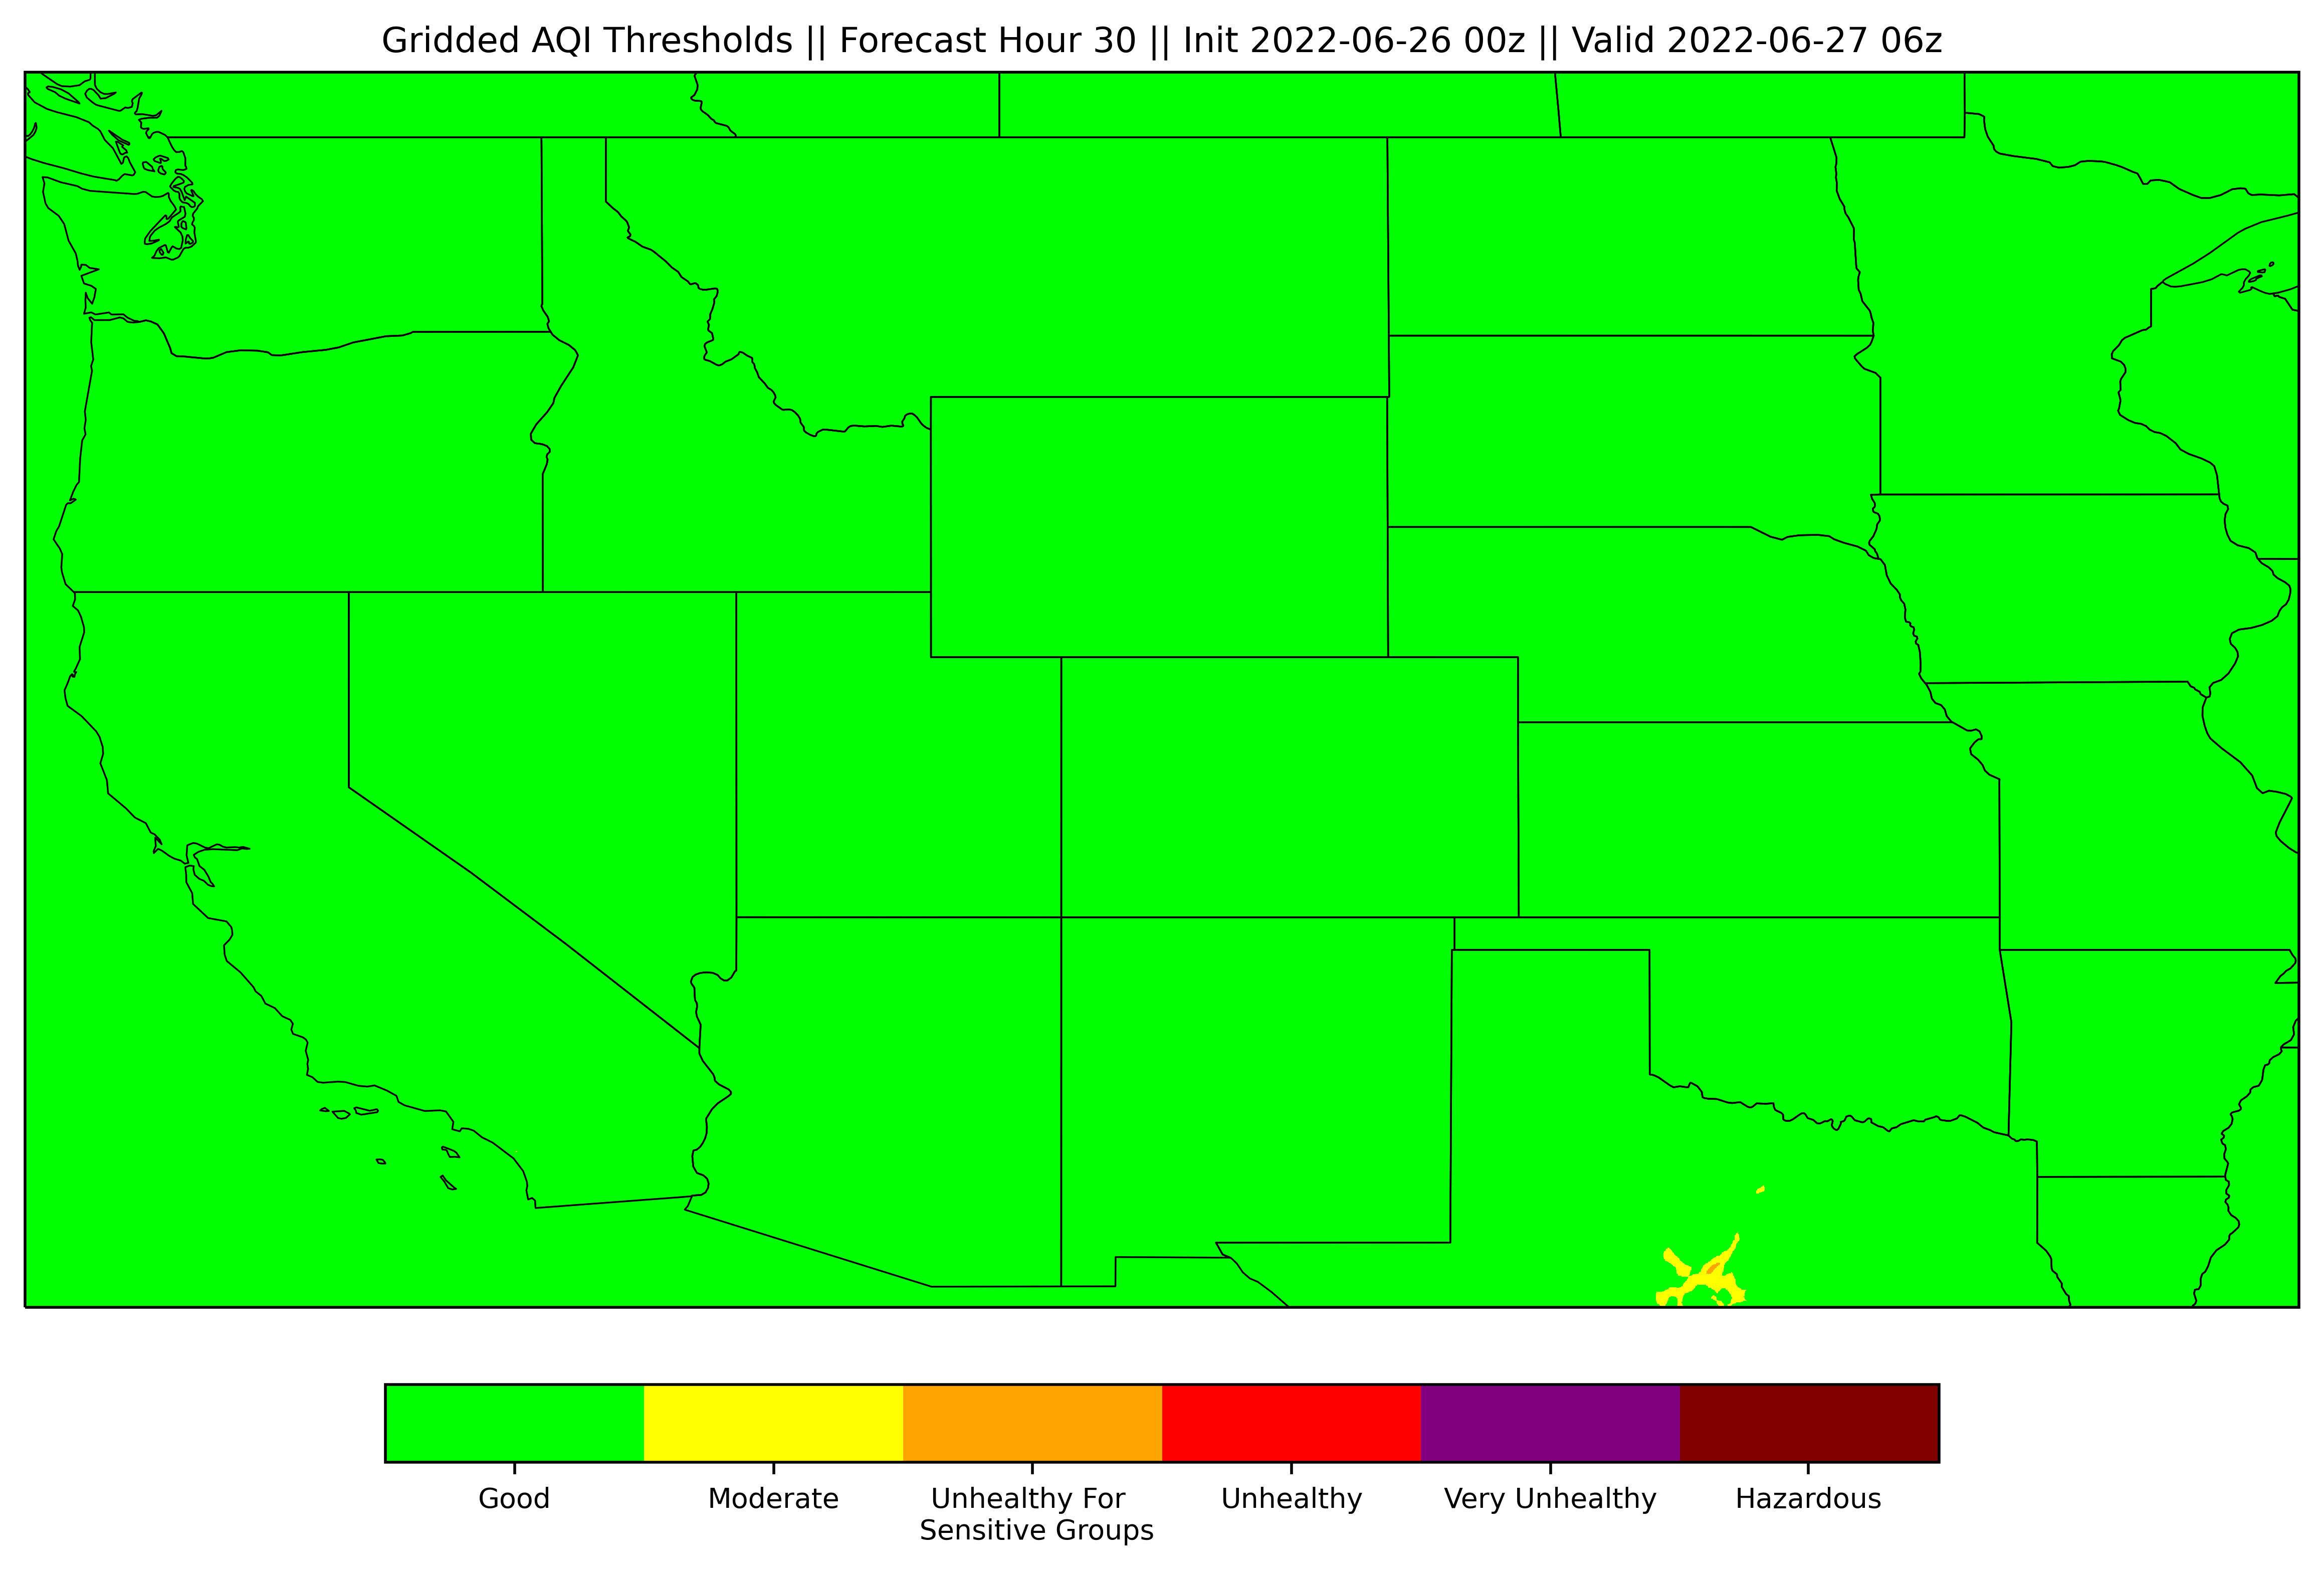 Gridded AQI Thresholds || Forecast Hour 30 || Init 2022-06-26 00z || Valid 2022-06-27 06z
Good
Moderate
Unhealthy For
Sensitive Groups
Unhealthy
Very Unhealthy
Hazardous